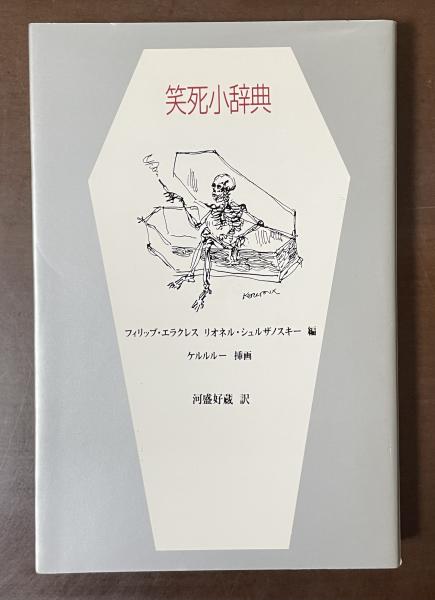 笑死小辞典
フィリップ・エラクレス リオネル・シュルザノスキー 編
ケルルルー 挿画
河盛好蔵 訳